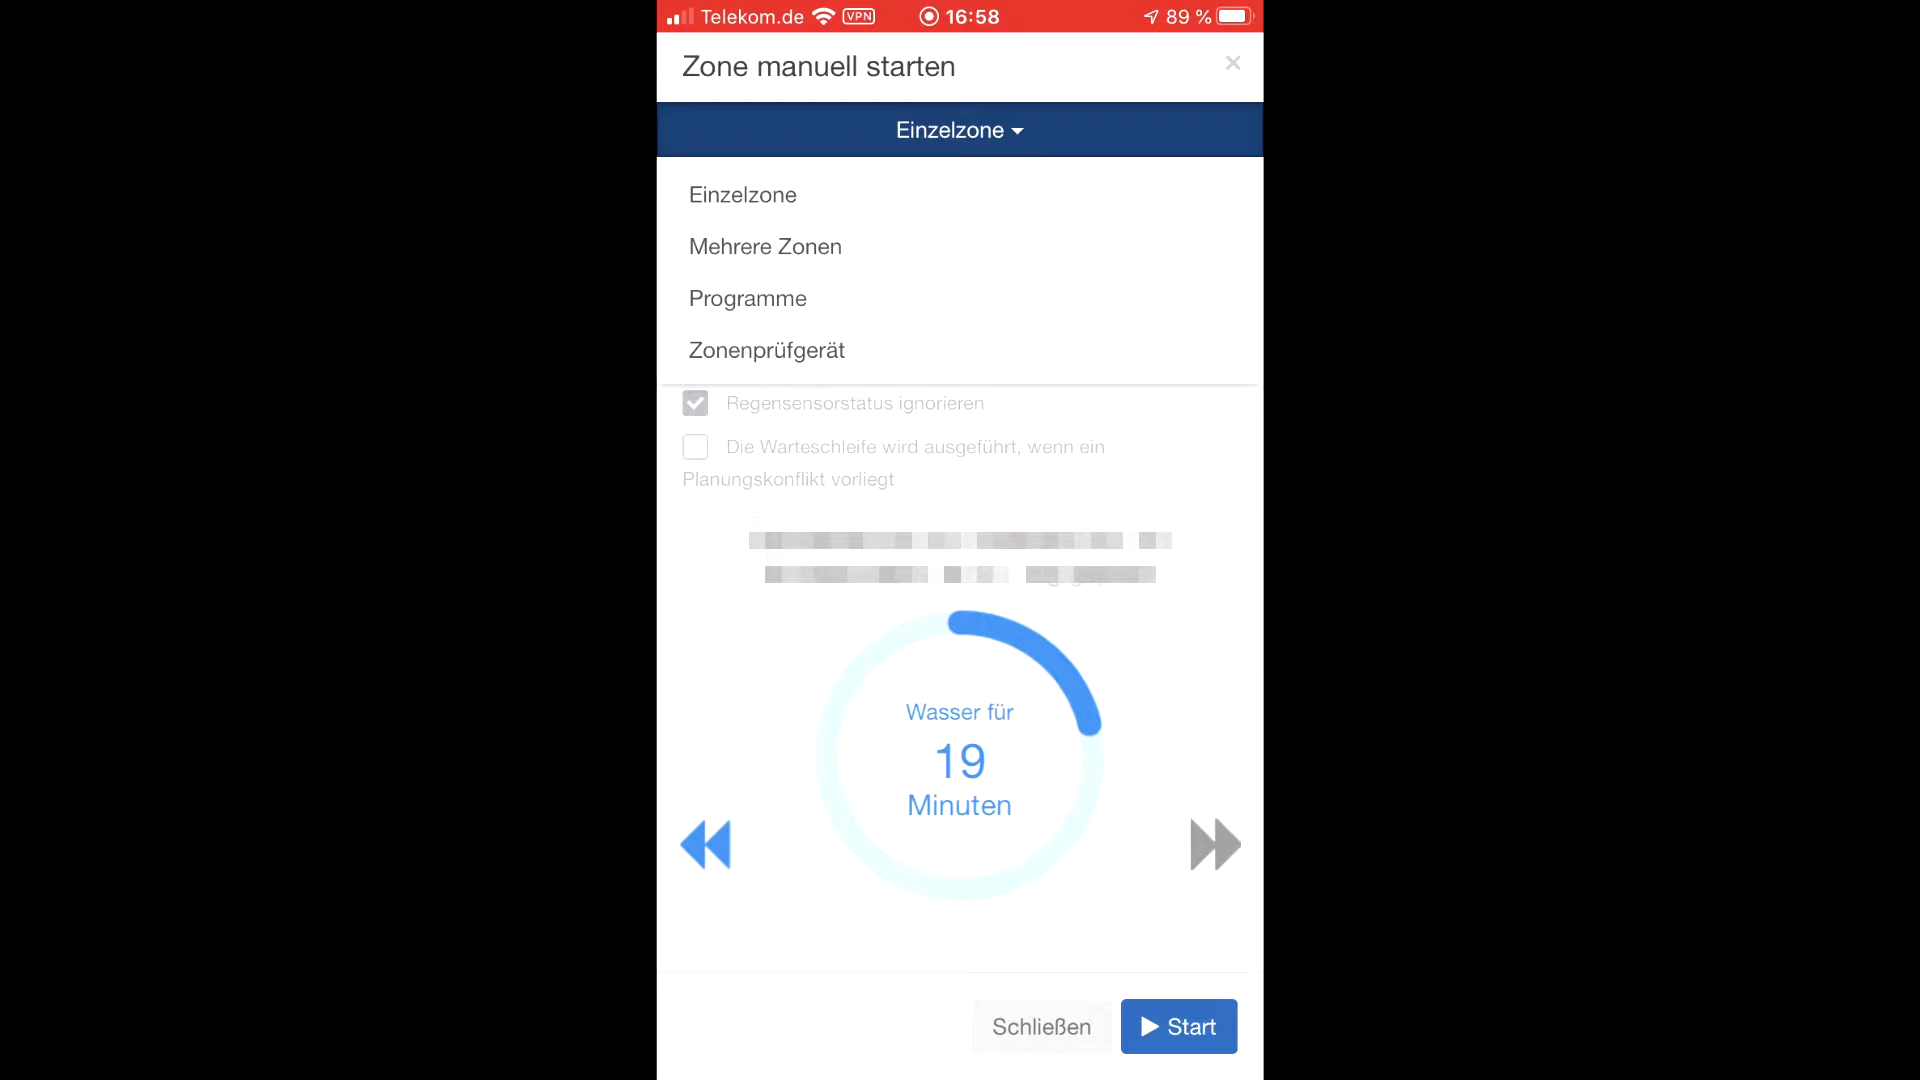 Telekom.de VPN 16:58 89 %
Zone manuell starten
Einzelzone
Einzelzone
Mehrere Zonen
Programme
Zonenprüfgerät
Regensensorstatus ignorieren
Die Warteschleife wird ausgeführt, wenn ein
Planungskonflikt vorliegt
Wasser für
19
Minuten
Schließen
Start